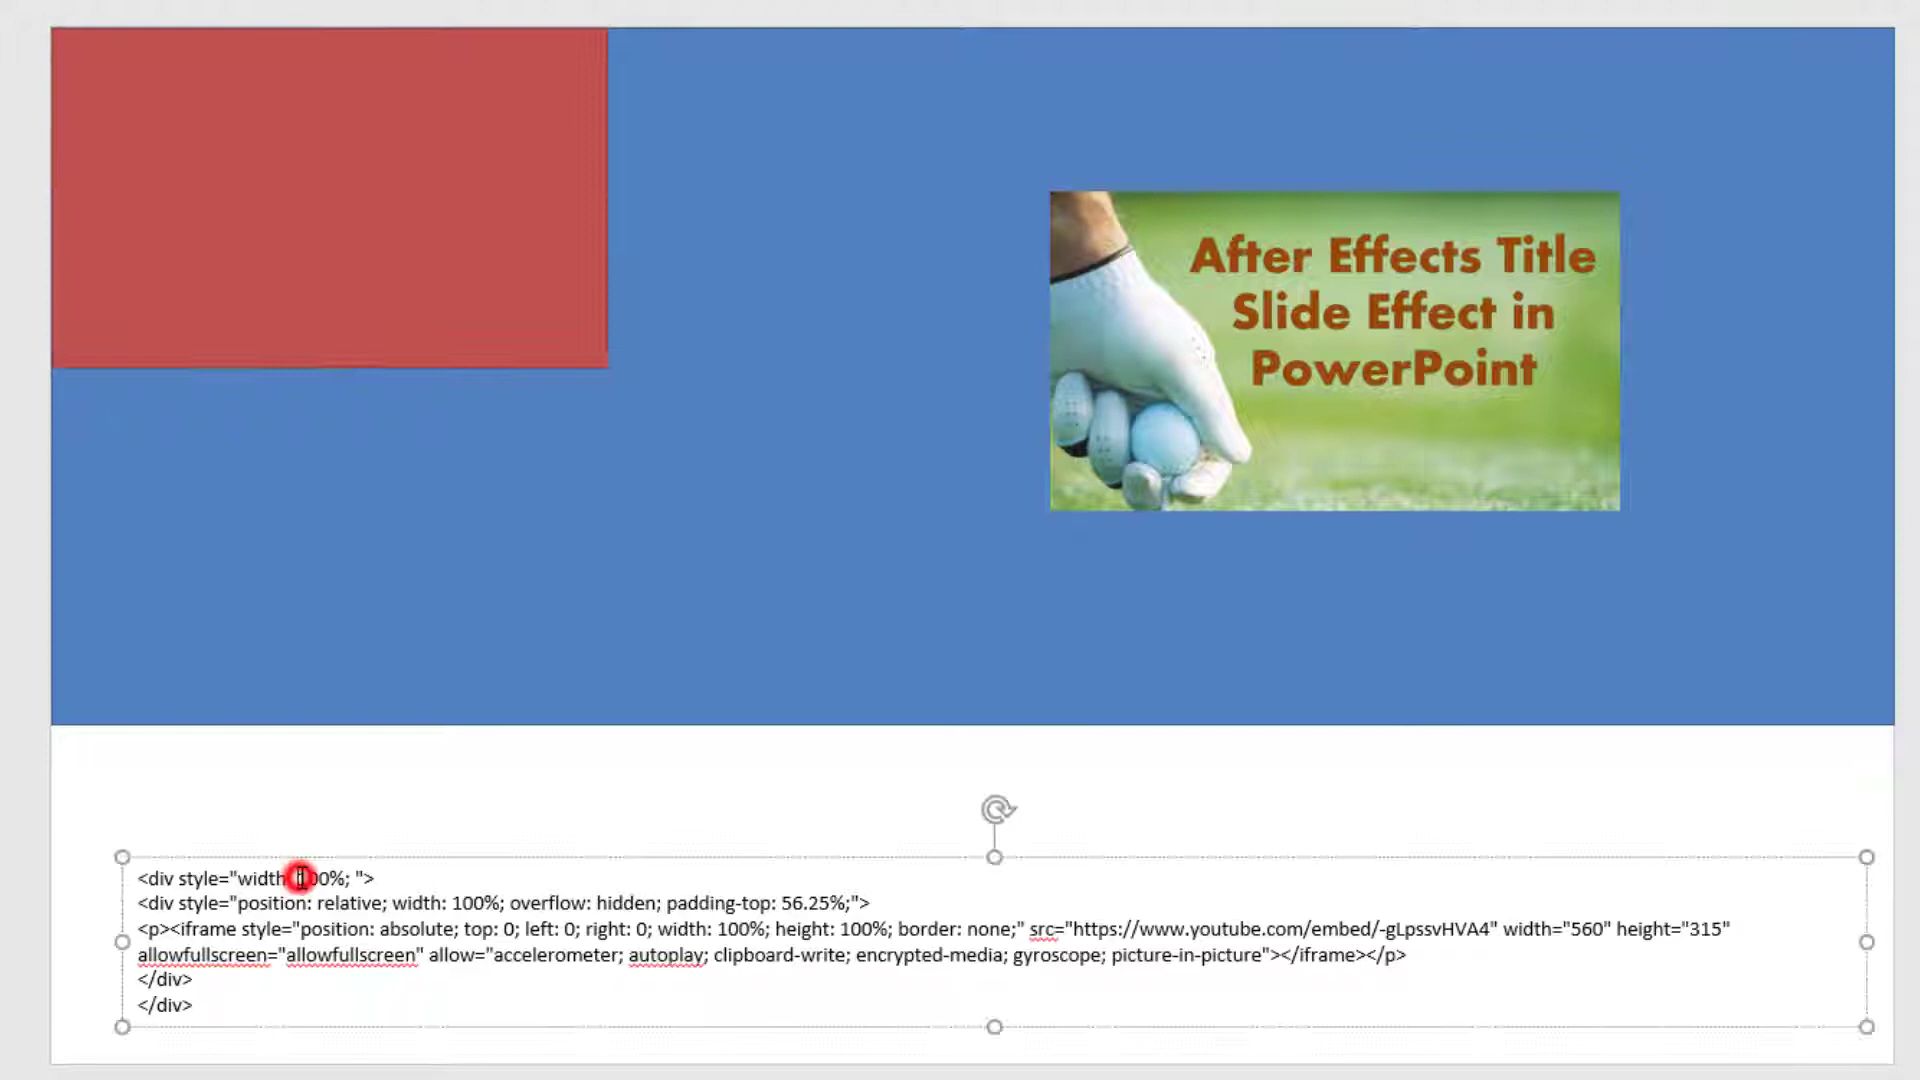 After Effects Title
Slide Effect in
PowerPoint
<div style="width: 100%; ">
<div style="position: relative; width: 100%; overflow: hidden; padding-top: 56.25%;">
<p><iframe style="position: absolute; top: 0; left: 0; right: 0; width: 100%; height: 100%; border: none;" src="https://www.youtube.com/embed/-gLpssvHVA4" width="560" height="315"
allowfullscreen="allowfullscreen" allow="accelerometer; autoplay; clipboard-write; encrypted-media; gyroscope; picture-in-picture"></iframe></p>
</div>
</div>